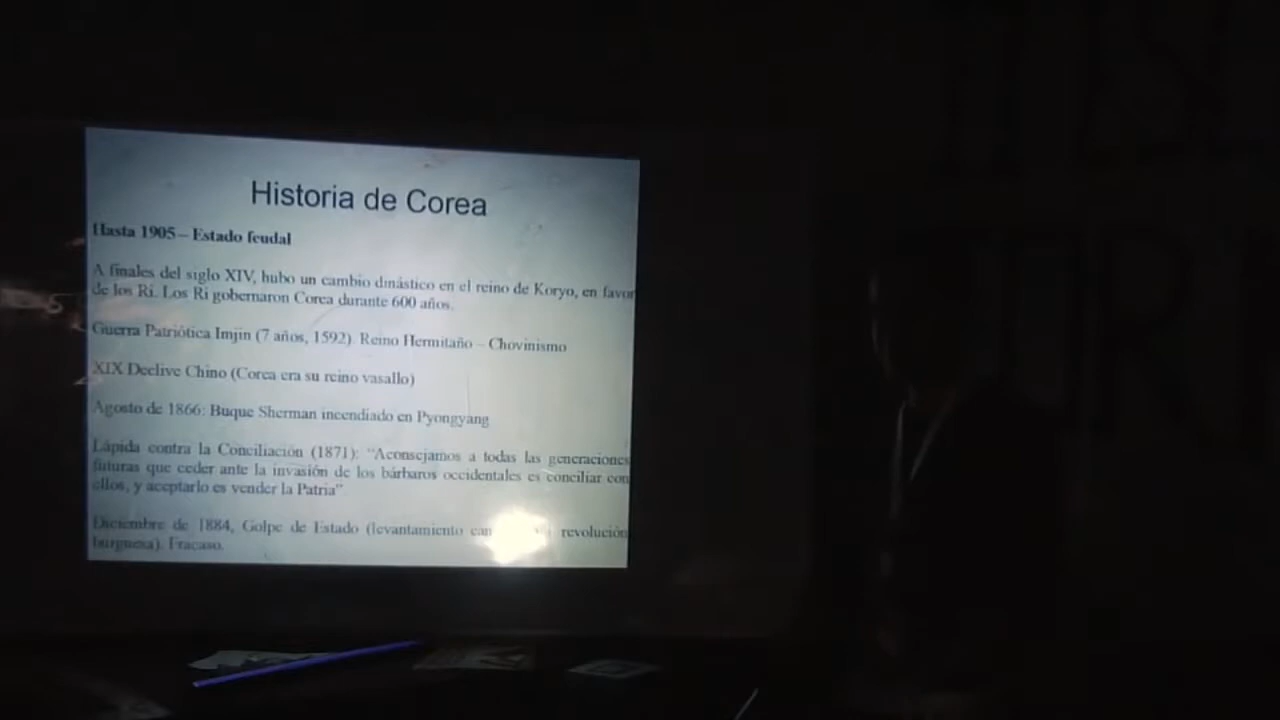 Historia de Corea
Hasta 1905 – Estado feudal
A finales del siglo XIV, hubo un cambio dinástico en el reino de Koryo, en favor
de los Ri. Los Ri gobernaron Corea durante 600 años.
Guerra Patriótica Imjin (7 años, 1592). Reino Hermitaño – Chovinismo
XIX Declive Chino (Corea era su reino vasallo)
Agosto de 1866: Buque Sherman incendiado en Pyongyang
Lápida contra la Conciliación (1871): “Aconsejamos a todas las generaciones
futuras que ceder ante la invasión de los bárbaros occidentales es conciliar con
ellos, y aceptarlo es vender la Patria”
Diciembre de 1884, Golpe de Estado (levantamiento revolución
burguesa). Fracaso.